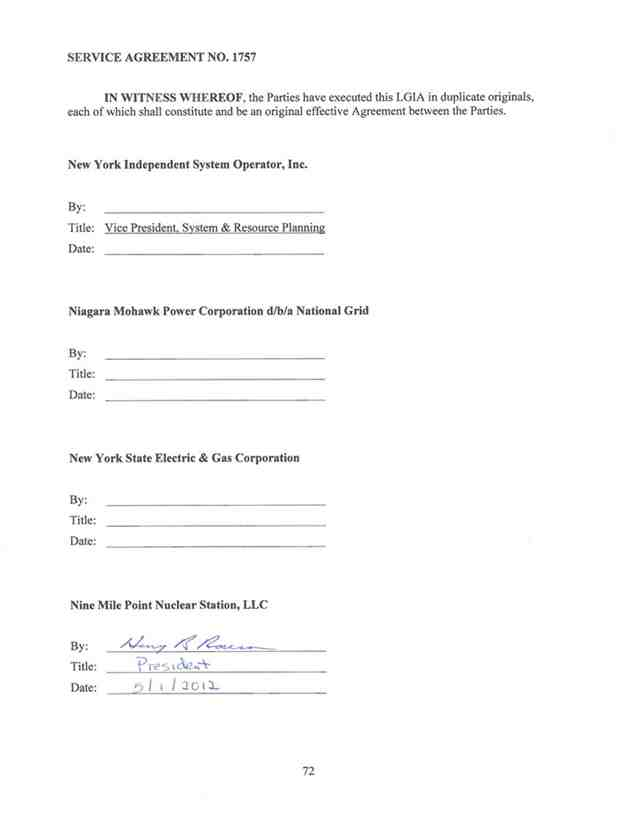 SERVICE AGREEMENT NO. 1757
IN WITNESS WHEREOF, the Parties have executed this LGIA in duplicate originals,
each of which shall constitute and be an original effective Agreement between the Parties.
New York Independent System Operator, Inc.
By:
Title: Vice President, System & Resource Planning
Date:
Niagara Mohawk Power Corporation d/b/a National Grid
By:
Title:
Date:
New York State Electric & Gas Corporation
By:
Title:
Date:
Nine Mile Point Nuclear Station, LLC
By:
Title: President
Date: 5/1/2012
72